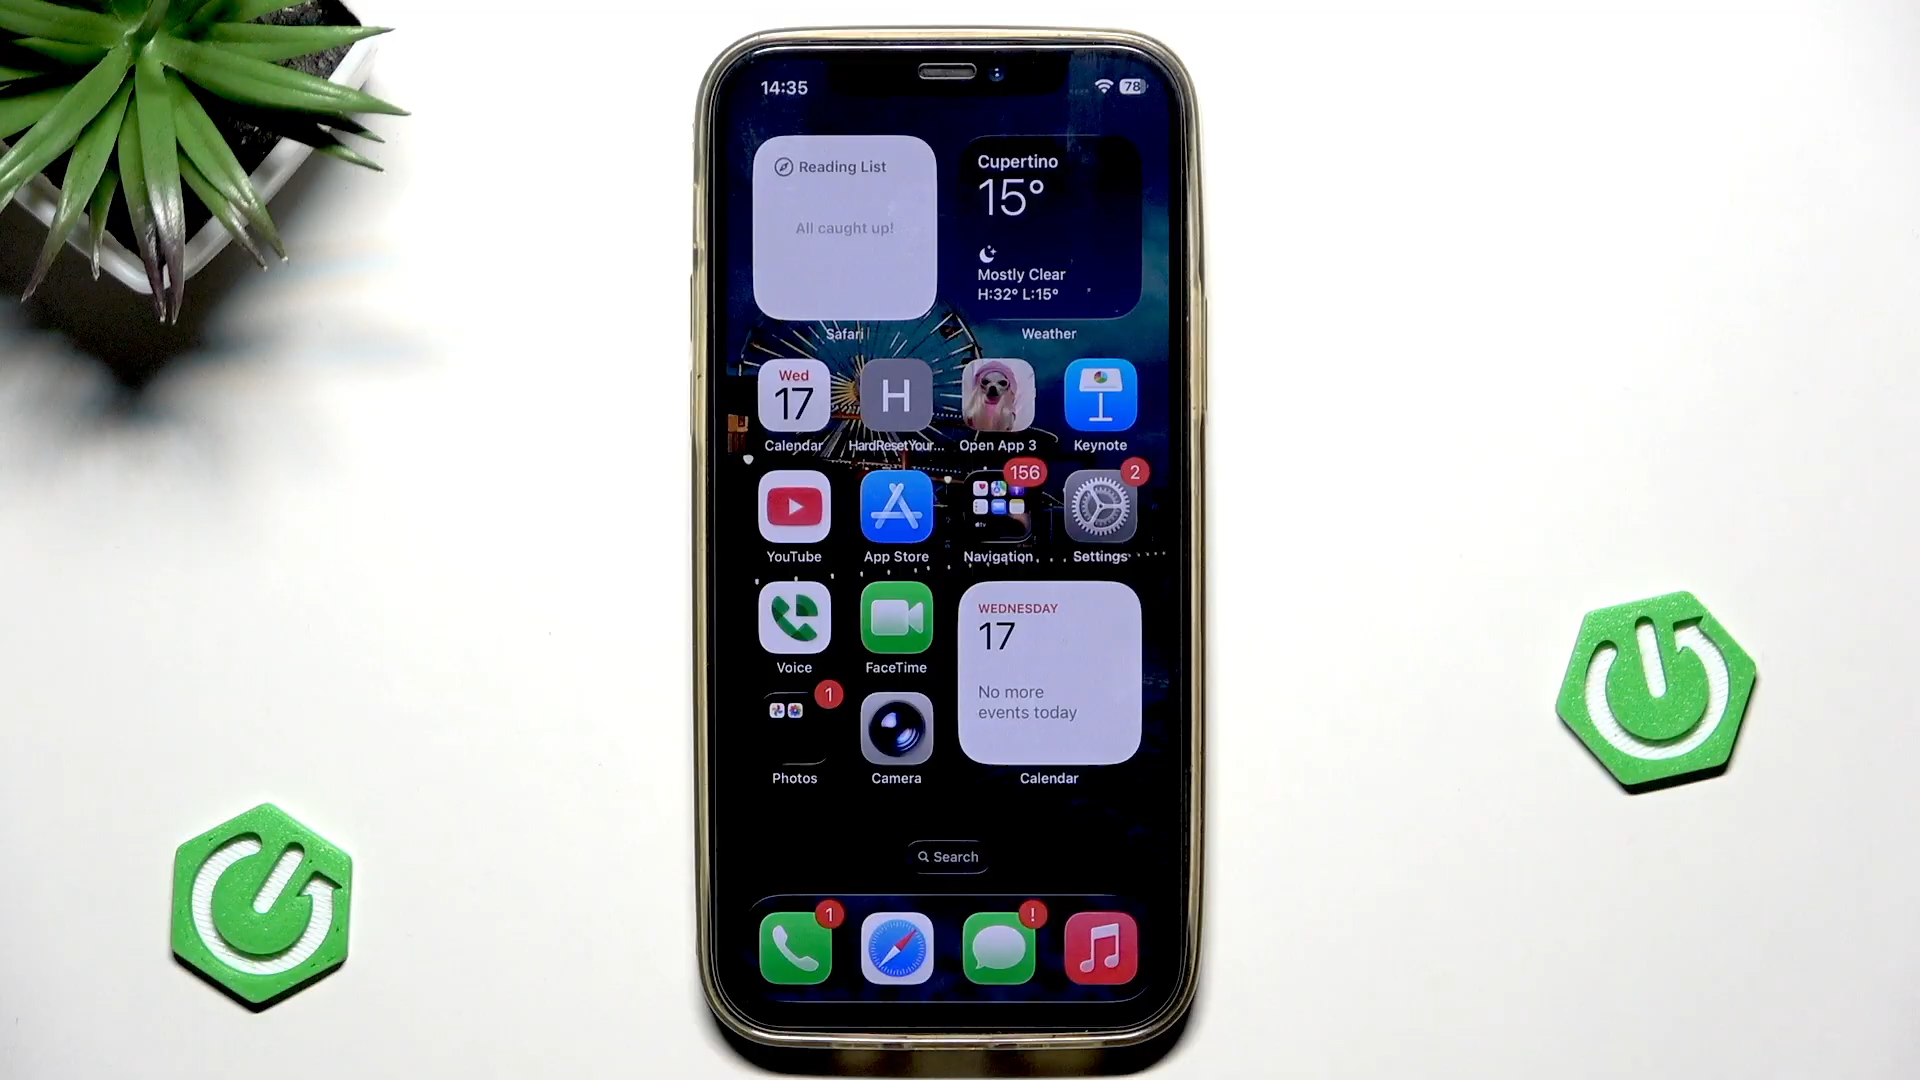 14:35
78
Reading List
All caught up!
Safari
Cupertino
15°
Mostly Clear
H:32° L:15°
Weather
Wed
17
Calendar
H
HardResetYour...
Open App 3
Keynote
YouTube
App Store
156
Navigation
2
Settings
Voice
FaceTime
WEDNESDAY
17
No more
events today
Calendar
1
Photos
Camera
Search
1
!